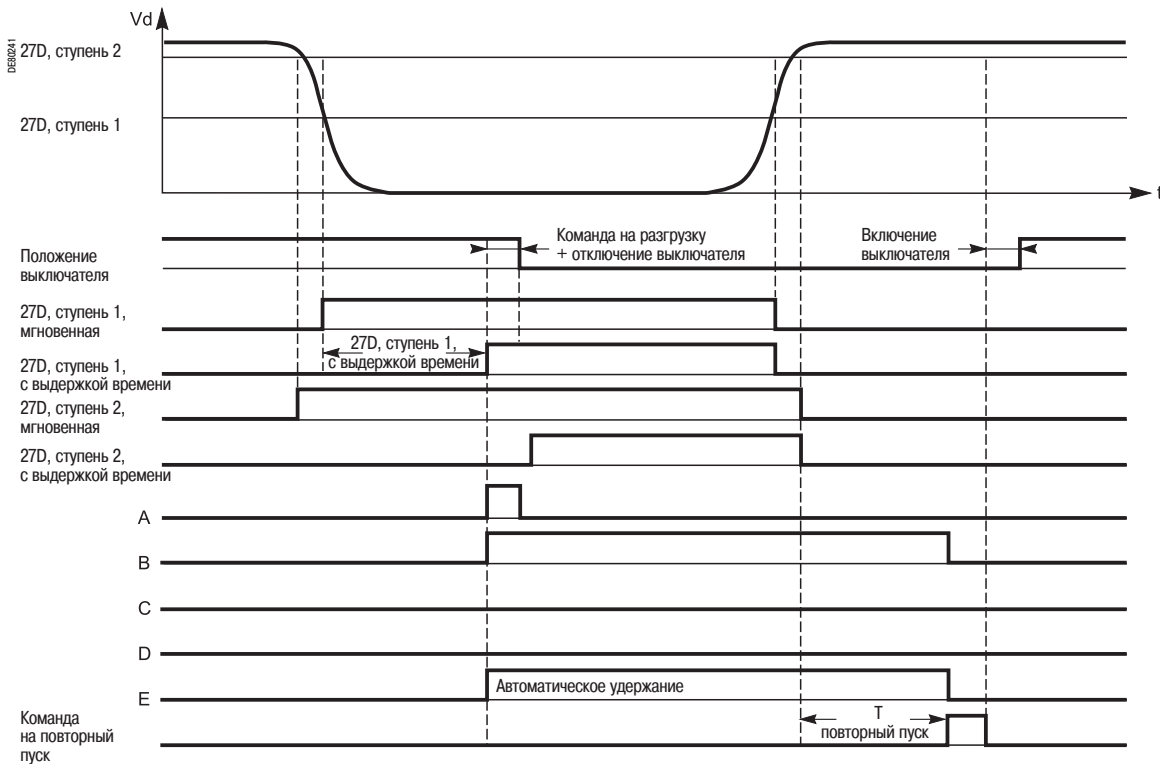 Vd
DE80241
27D, ступень 2
27D, ступень 1
t
Положение
выключателя
Команда на разгрузку
+ отключение выключателя
Включение
выключателя
27D, ступень 1,
мгновенная
27D, ступень 1,
с выдержкой времени
27D, ступень 1,
с выдержкой времени
27D, ступень 2,
мгновенная
27D, ступень 2,
с выдержкой времени
A
B
C
D
E
Автоматическое удержание
Команда
на повторный
пуск
T
повторный пуск